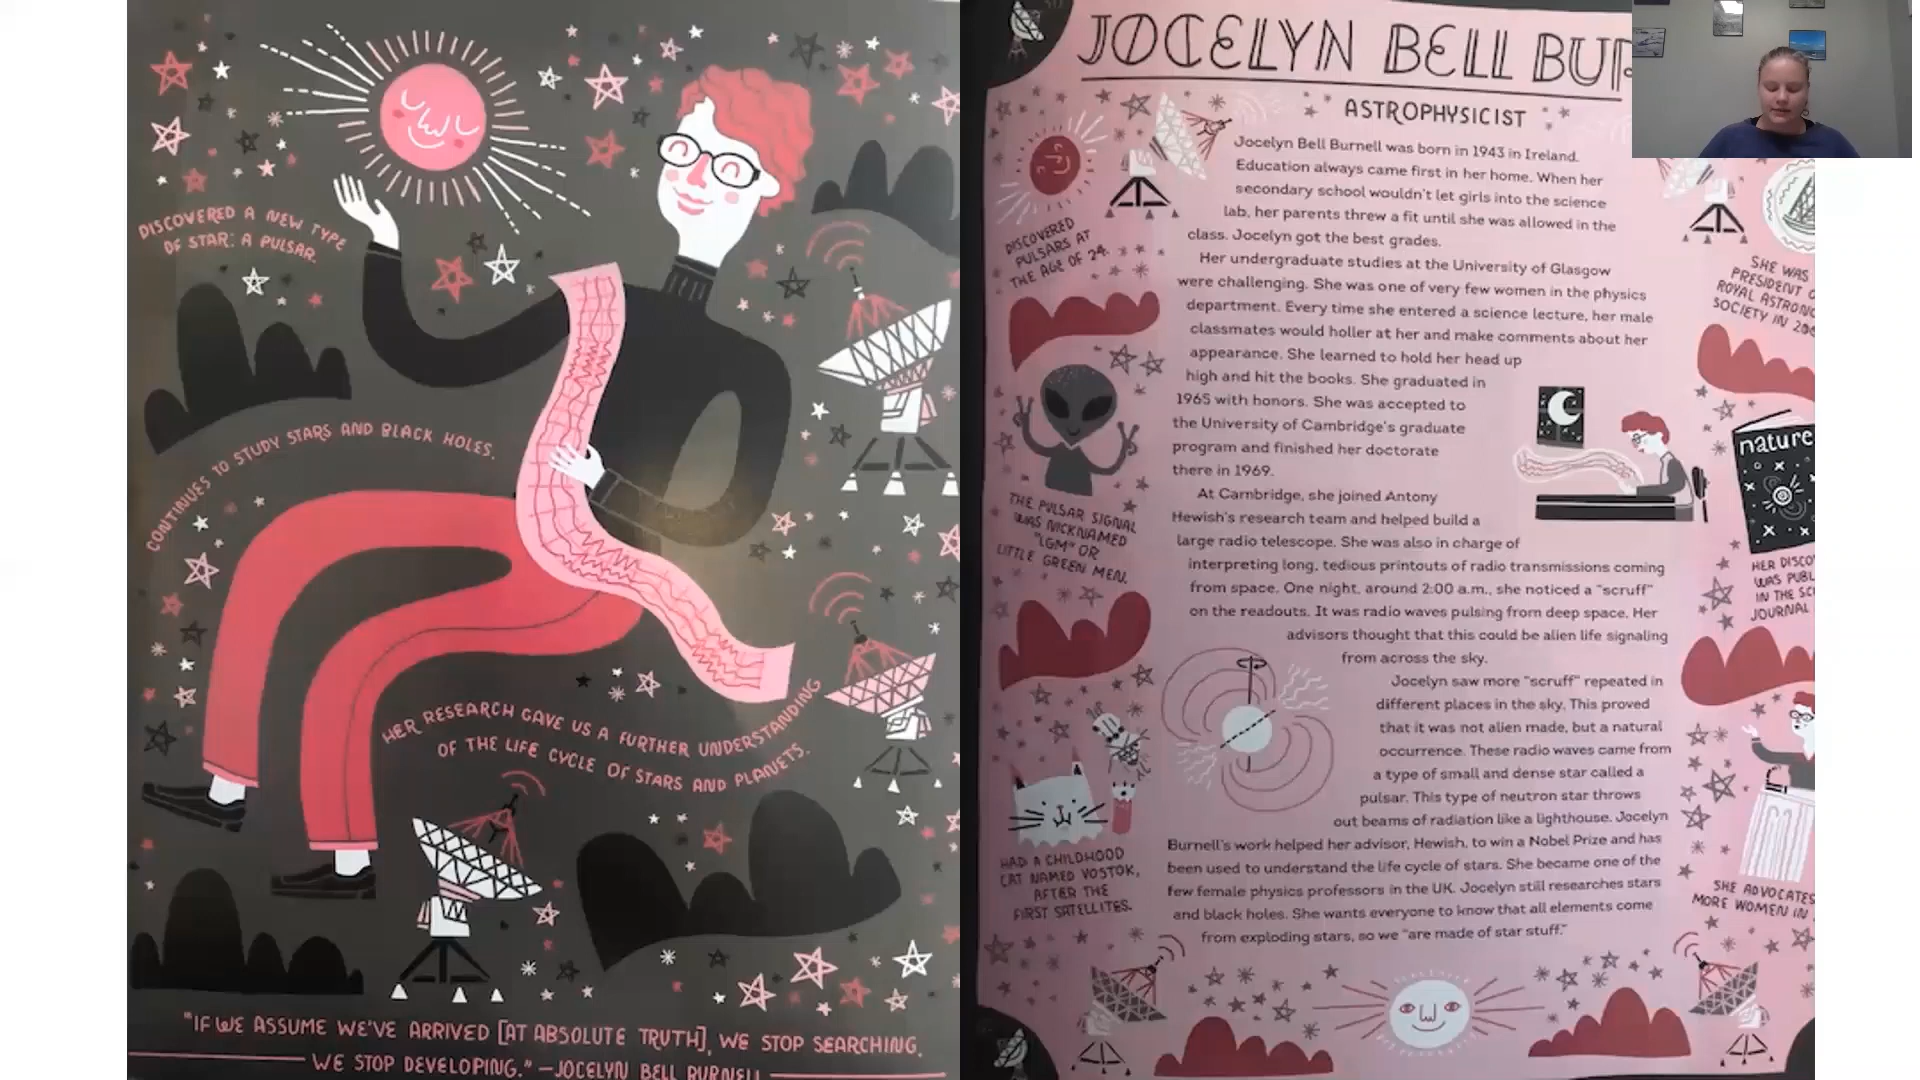 DISCOVERED A NEW TYPE
OF STAR: A PULSAR.
CONTINUES TO STUDY STARS AND BLACK HOLES.
HER RESEARCH GAVE US A FURTHER UNDERSTANDING
OF THE LIFE CYCLE OF STARS AND PLANETS.
"IF WE ASSUME WE'VE ARRIVED [AT ABSOLUTE TRUTH], WE STOP SEARCHING.
WE STOP DEVELOPING." —JOCELYN BELL BURNELL
JOCELYN BELL BUR
ASTROPHYSICIST
Jocelyn Bell Burnell was born in 1943 in Ireland.
Education always came first in her home. When her
secondary school wouldn't let girls into the science
lab, her parents threw a fit until she was allowed in the
class. Jocelyn got the best grades.
Her undergraduate studies at the University of Glasgow
were challenging. She was one of very few women in the physics
department. Every time she entered a science lecture, her male
classmates would holler at her and make comments about her
appearance. She learned to hold her head up
high and hit the books. She graduated in
1965 with honors. She was accepted to
the University of Cambridge's graduate
program and finished her doctorate
there in 1969.
At Cambridge, she joined Antony
Hewish's research team and helped build a
large radio telescope. She was also in charge of
interpreting long, tedious printouts of radio transmissions coming
from space. One night, around 2:00 a.m., she noticed a "scruff"
on the readouts. It was radio waves pulsing from deep space. Her
advisors thought that this could be alien life signaling
from across the sky.
Jocelyn saw more "scruff" repeated in
different places in the sky. This proved
that it was not alien made, but a natural
occurrence. These radio waves came from
a type of small and dense star called a
pulsar. This type of neutron star throws
out beams of radiation like a lighthouse. Jocelyn
Burnell's work helped her advisor, Hewish, to win a Nobel Prize and has
been used to understand the life cycle of stars. She became one of the
few female physics professors in the UK. Jocelyn still researches stars
and black holes. She wants everyone to know that all elements come
from exploding stars, so we "are made of star stuff."
DISCOVERED
PULSARS AT
THE AGE OF 24.
THE PULSAR SIGNAL
WAS NICKNAMED
"LGM" OR
LITTLE GREEN MEN.
HAD A CHILDHOOD
CAT NAMED VOSTOK,
AFTER THE
FIRST SATELLITES.
SHE WAS
PRESIDENT O
ROYAL ASTRONO
SOCIETY IN 200
nature
HER DISCO
WAS PUBL
IN THE SC
JOURNAL
SHE ADVOCATES
MORE WOMEN IN